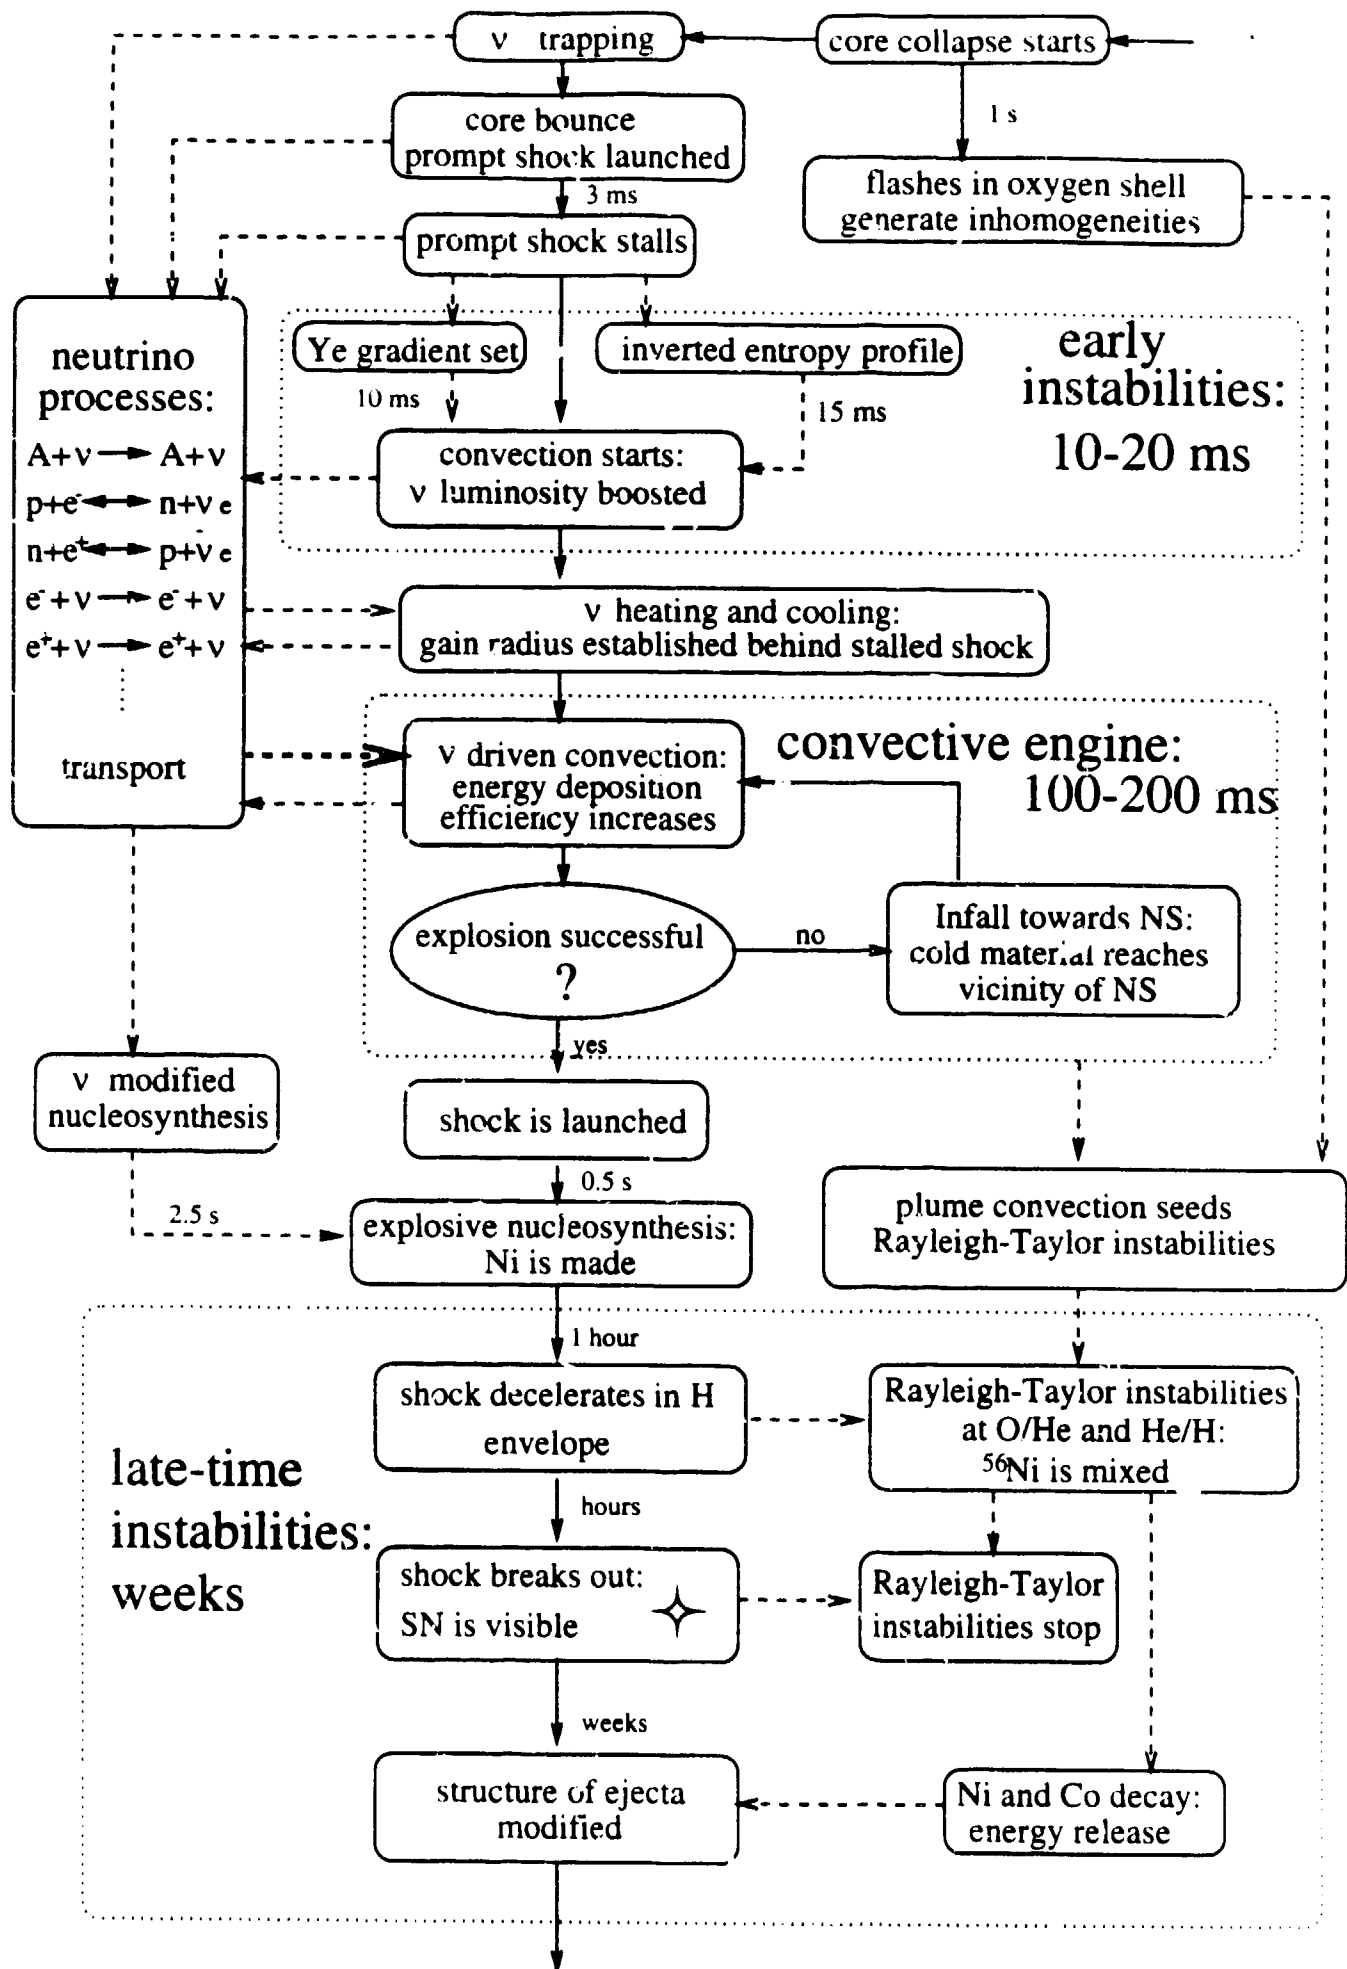 ν trapping
core collapse starts
1 s
core bounce
prompt shock launched
flashes in oxygen shell
generate inhomogeneities
3 ms
prompt shock stalls
neutrino
processes:
A+ν → A+ν
p+e⁻ ↔ n+ν e
n+e⁺ ↔ p+ν̄ e
e⁻+ν → e⁻+ν
e⁺+ν → e⁺+ν
transport
Ye gradient set
inverted entropy profile
early
instabilities:
10-20 ms
10 ms
15 ms
convection starts:
ν luminosity boosted
ν heating and cooling:
gain radius established behind stalled shock
convective engine:
100-200 ms
ν driven convection:
energy deposition
efficiency increases
explosion successful
?
no
Infall towards NS:
cold material reaches
vicinity of NS
yes
ν modified
nucleosynthesis
shock is launched
0.5 s
2.5 s
explosive nucleosynthesis:
Ni is made
plume convection seeds
Rayleigh-Taylor instabilities
1 hour
late-time
instabilities:
weeks
shock decelerates in H
envelope
Rayleigh-Taylor instabilities
at O/He and He/H:
⁵⁶Ni is mixed
hours
shock breaks out:
SN is visible
Rayleigh-Taylor
instabilities stop
weeks
structure of ejecta
modified
Ni and Co decay:
energy release